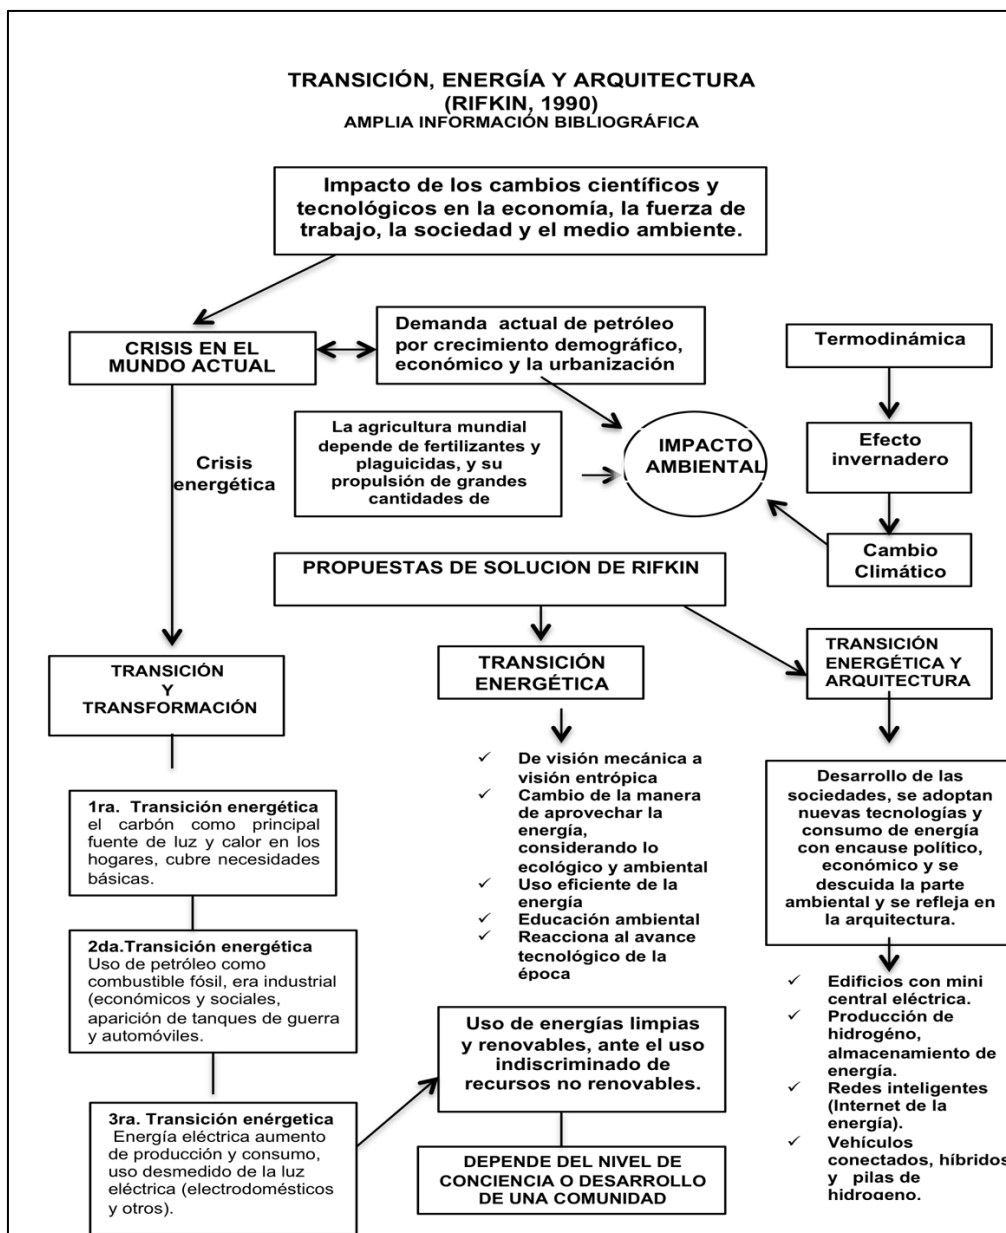 TRANSICIÓN, ENERGÍA Y ARQUITECTURA
(RIFKIN, 1990)
AMPLIA INFORMACIÓN BIBLIOGRÁFICA
Impacto de los cambios científicos y
tecnológicos en la economía, la fuerza de
trabajo, la sociedad y el medio ambiente.
CRISIS EN EL
MUNDO ACTUAL
Demanda actual de petróleo
por crecimiento demográfico,
económico y la urbanización
Termodinámica
La agricultura mundial
depende de fertilizantes y
plaguicidas, y su
propulsión de grandes
cantidades de
IMPACTO
AMBIENTAL
Efecto
invernadero
Crisis
energética
Cambio
Climático
PROPUESTAS DE SOLUCIÓN DE RIFKIN
TRANSICIÓN
Y
TRANSFORMACIÓN
TRANSICIÓN
ENERGÉTICA
TRANSICIÓN
ENERGÉTICA Y
ARQUITECTURA
1ra. Transición energética
el carbón como principal
fuente de luz y calor en los
hogares, cubre necesidades
básicas.
2da.Transición energética
Uso de petróleo como
combustible fósil, era industrial
(económicos y sociales,
aparición de tanques de guerra
y automóviles.
3ra. Transición enérgetica
Energía eléctrica aumento
de producción y consumo,
uso desmedido de la luz
eléctrica (electrodomésticos
y otros).
✓ De visión mecánica a
visión entrópica
✓ Cambio de la manera
de aprovechar la
energía,
considerando lo
ecológico y ambiental
✓ Uso eficiente de la
energía
✓ Educación ambiental
✓ Reacciona al avance
tecnológico de la
época
Uso de energías limpias
y renovables, ante el uso
indiscriminado de
recursos no renovables.
DEPENDE DEL NIVEL DE
CONCIENCIA O DESARROLLO
DE UNA COMUNIDAD
Desarrollo de las
sociedades, se adoptan
nuevas tecnologías y
consumo de energía
con encause político,
económico y se
descuida la parte
ambiental y se refleja en
la arquitectura.
✓ Edificios con mini
central eléctrica.
✓ Producción de
hidrogéno,
almacenamiento de
energía.
✓ Redes inteligentes
(Internet de la
energía).
✓ Vehículos
conectados, híbridos
y pilas de
hidrogeno.